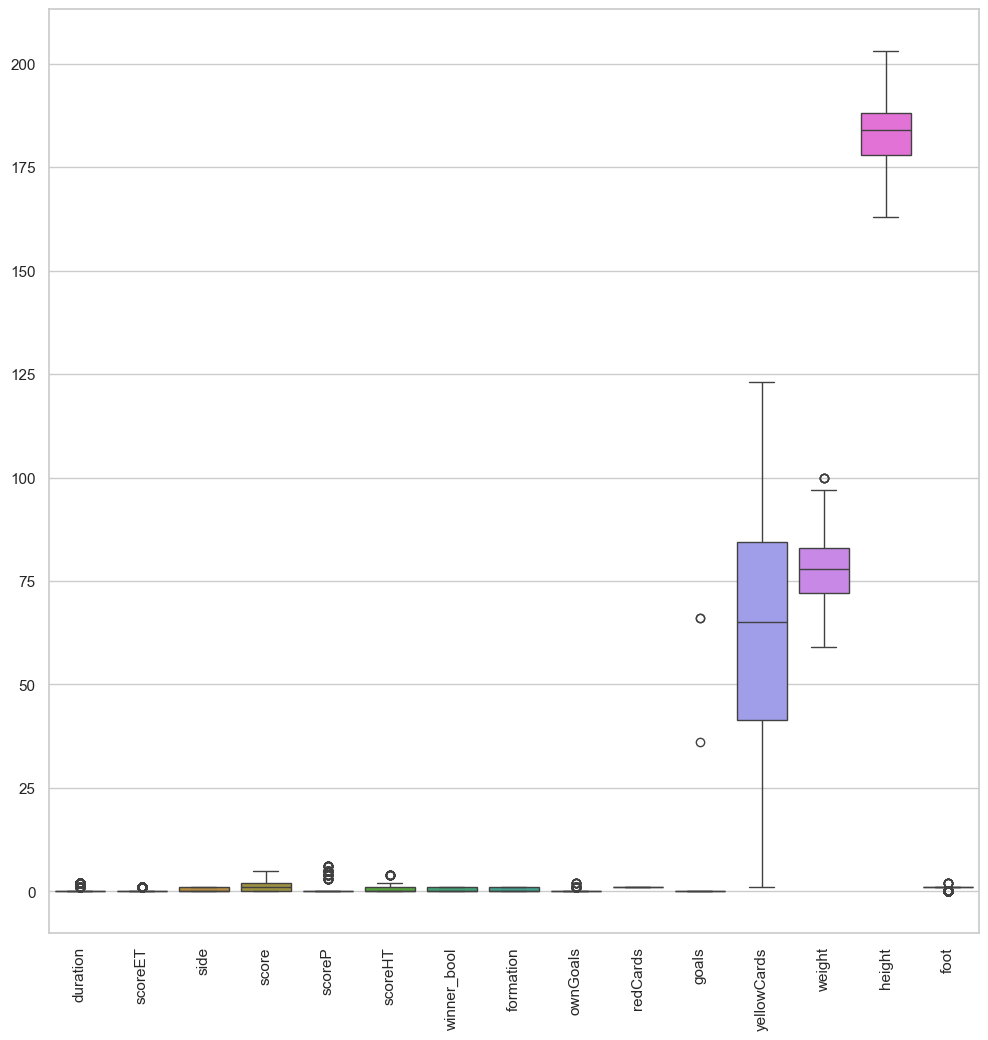 200
175
150
125
100
75
50
25
0
duration
scoreET
side
score
scoreP
scoreHT
winner_bool
formation
ownGoals
redCards
goals
yellowCards
weight
height
foot